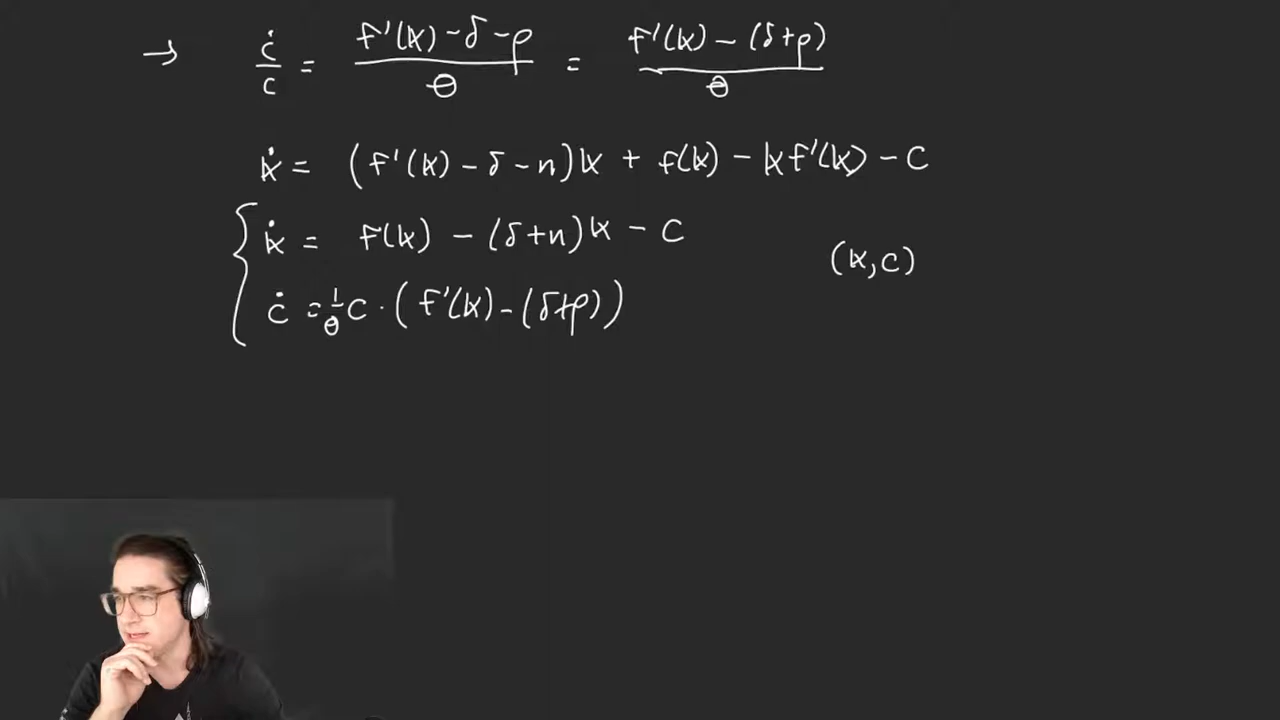 → ċ/c = (f'(k) - δ - ρ)/θ = (f'(k) - (δ+ρ))/θ
k̇ = (f'(k) - δ - n)k + f(k) - kf'(k) - c
k̇ = f(k) - (δ+n)k - c
(k,c)
ċ = 1/θ c · (f'(k) - (δ+ρ))